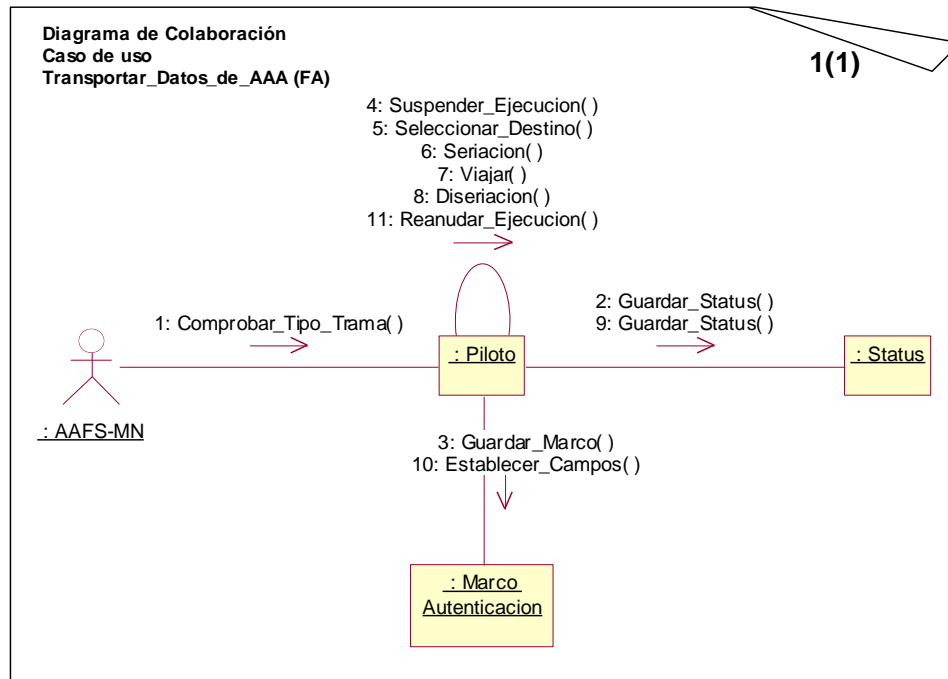 Diagrama de Colaboración
Caso de uso
Transportar_Datos_de_AAA (FA)
1(1)
4: Suspender_Ejecucion( )
5: Seleccionar_Destino( )
6: Seriacion( )
7: Viajar( )
8: Diseriacion( )
11: Reanudar_Ejecucion( )
1: Comprobar_Tipo_Trama( )
2: Guardar_Status( )
9: Guardar_Status( )
: Piloto
: Status
: AAFS-MN
3: Guardar_Marco( )
10: Establecer_Campos( )
: Marco
Autenticacion